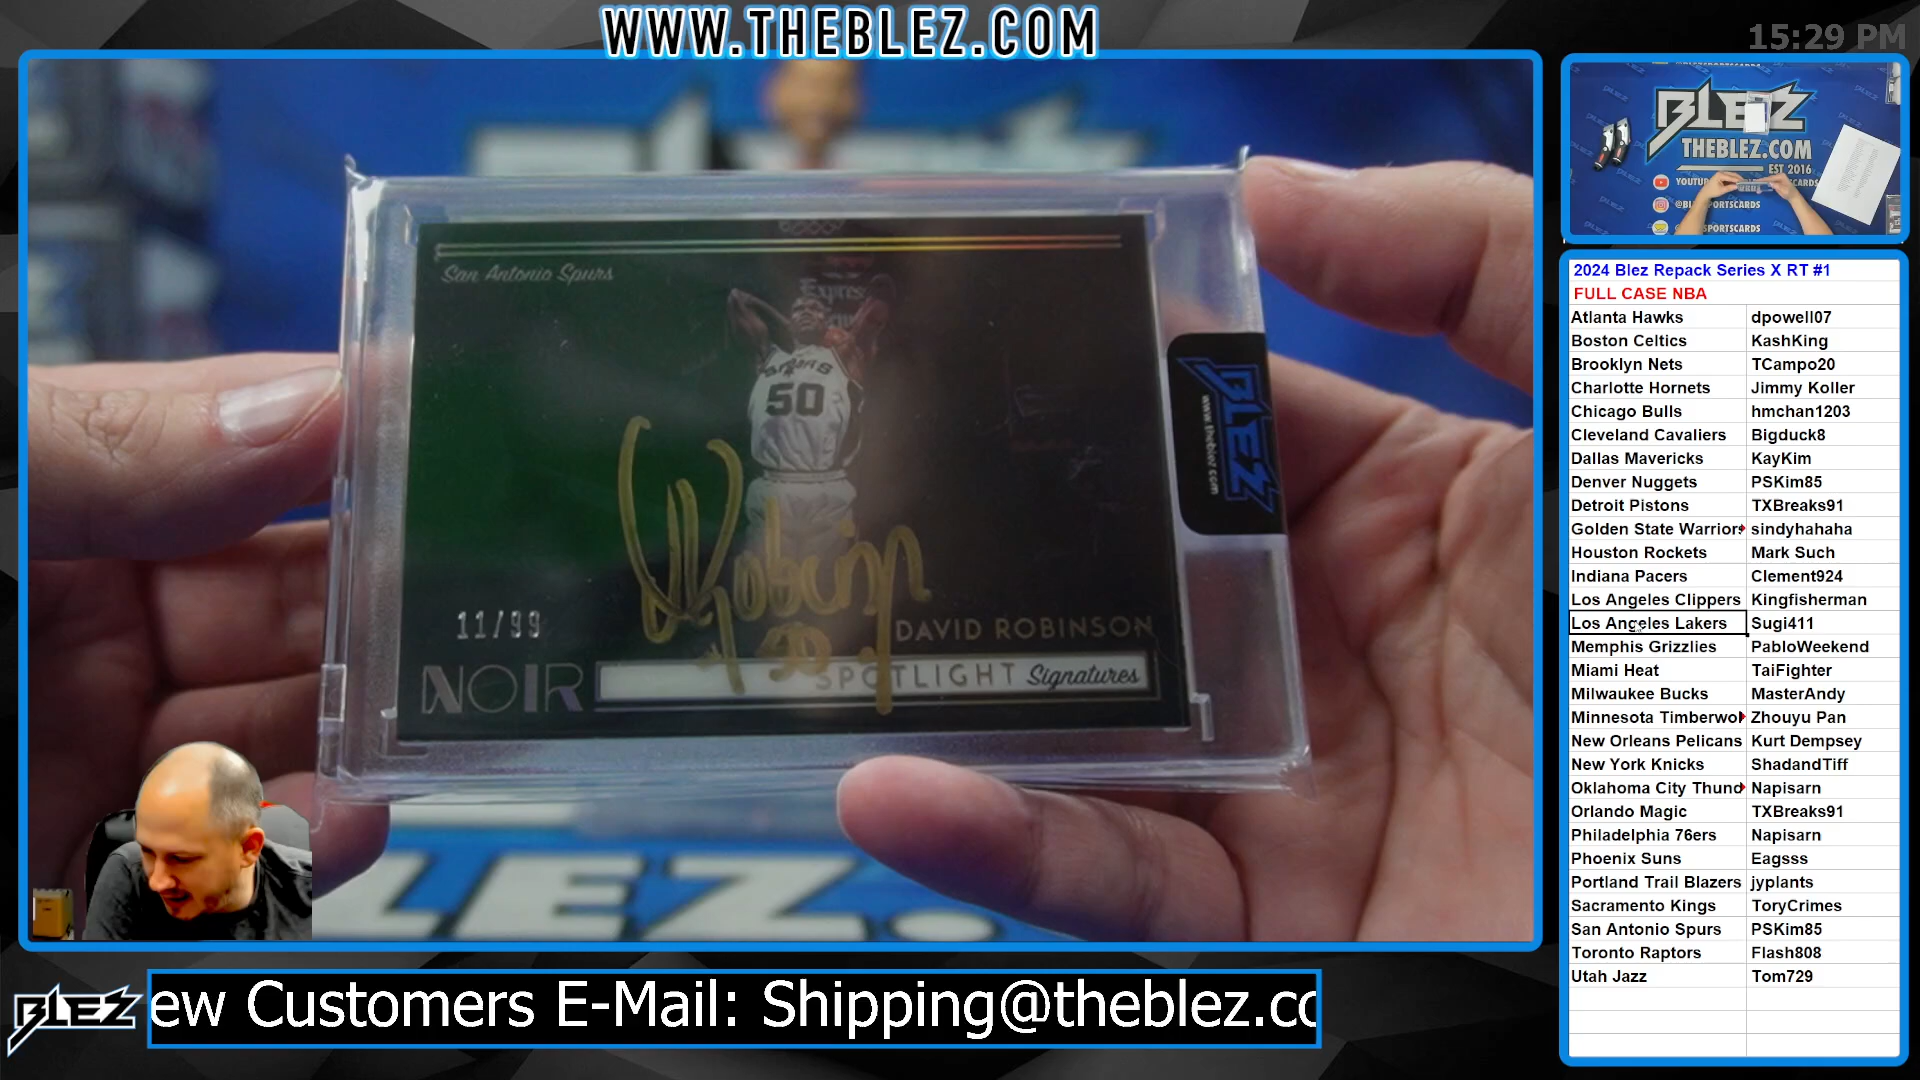 WWW.THEBLEZ.COM
15:29 PM
San Antonio Spurs
SPURS
50
11/99
DAVID ROBINSON
NOIR
SPOTLIGHT Signatures
BLEZ
www.theblez.com
BLEZ
THEBLEZ.COM
EST 2016
2024 Blez Repack Series X RT #1
FULL CASE NBA
Atlanta Hawks dpowell07
Boston Celtics KashKing
Brooklyn Nets TCampo20
Charlotte Hornets Jimmy Koller
Chicago Bulls hmchan1203
Cleveland Cavaliers Bigduck8
Dallas Mavericks KayKim
Denver Nuggets PSKim85
Detroit Pistons TXBreaks91
Golden State Warriors sindyhahaha
Houston Rockets Mark Such
Indiana Pacers Clement924
Los Angeles Clippers Kingfisherman
Los Angeles Lakers Sugi411
Memphis Grizzlies PabloWeekend
Miami Heat TaiFighter
Milwaukee Bucks MasterAndy
Minnesota Timberwol Zhouyu Pan
New Orleans Pelicans Kurt Dempsey
New York Knicks ShadandTiff
Oklahoma City Thund Napisarn
Orlando Magic TXBreaks91
Philadelphia 76ers Napisarn
Phoenix Suns Eagsss
Portland Trail Blazers jyplants
Sacramento Kings ToryCrimes
San Antonio Spurs PSKim85
Toronto Raptors Flash808
Utah Jazz Tom729
BLEZ
ew Customers E-Mail: Shipping@theblez.co